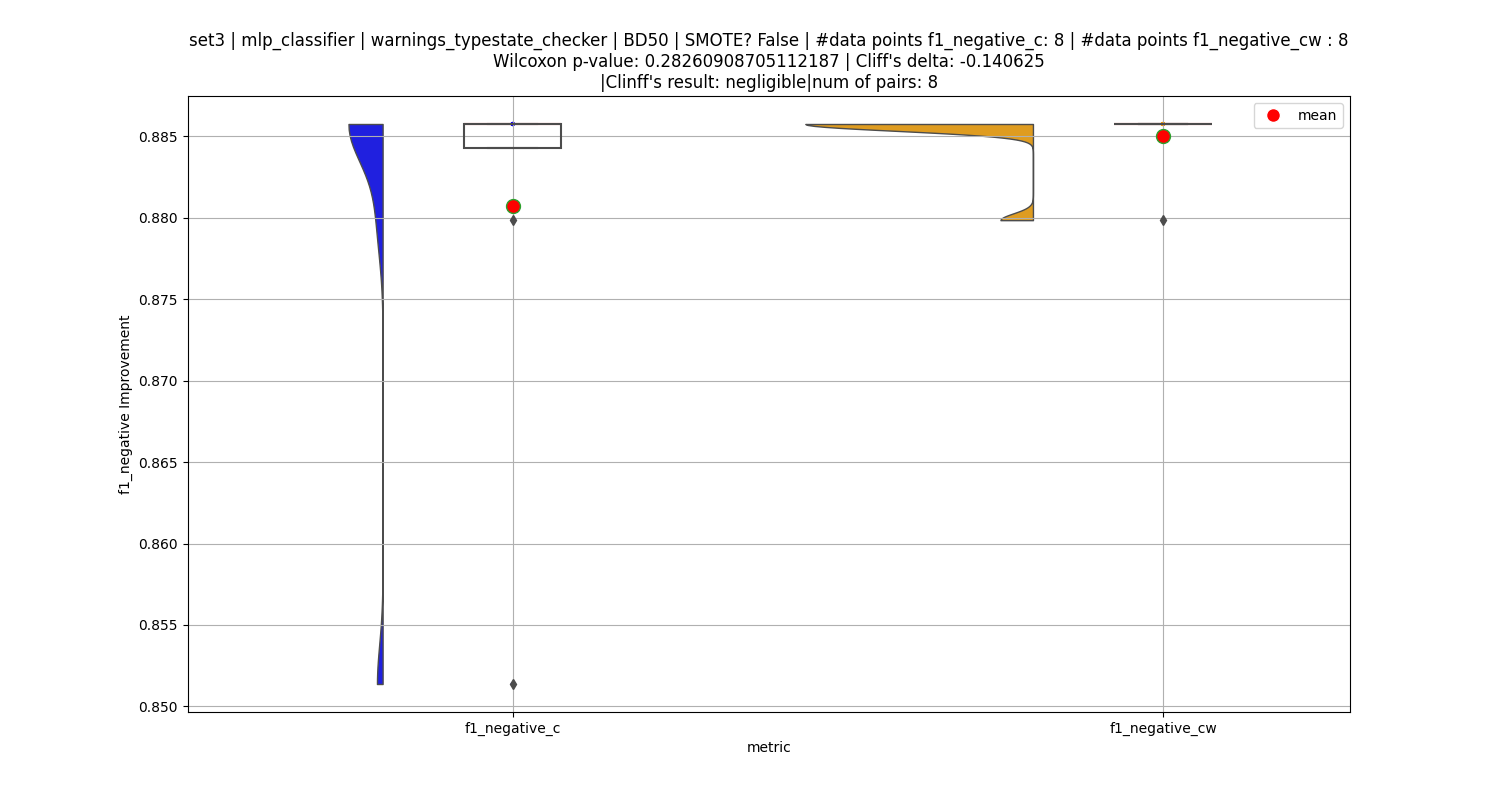 set3 | mlp_classifier | warnings_typestate_checker | BD50 | SMOTE? False | #data points f1_negative_c: 8 | #data points f1_negative_cw : 8
Wilcoxon p-value: 0.28260908705112187 | Cliff's delta: -0.140625
|Clinff's result: negligible|num of pairs: 8
mean
0.885
0.880
0.875
0.870
0.865
0.860
0.855
0.850
f1_negative Improvement
f1_negative_c
f1_negative_cw
metric